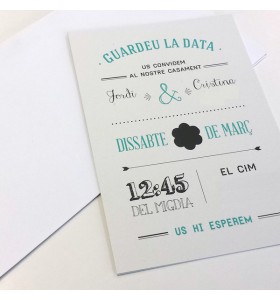 GUARDEU LA DATA
US CONVIDEM
AL NOSTRE CASAMENT
Jordi & Cristina
DISSABTE DE MARÇ
12:45 EL CIM
DEL MIGDIA
US HI ESPEREM